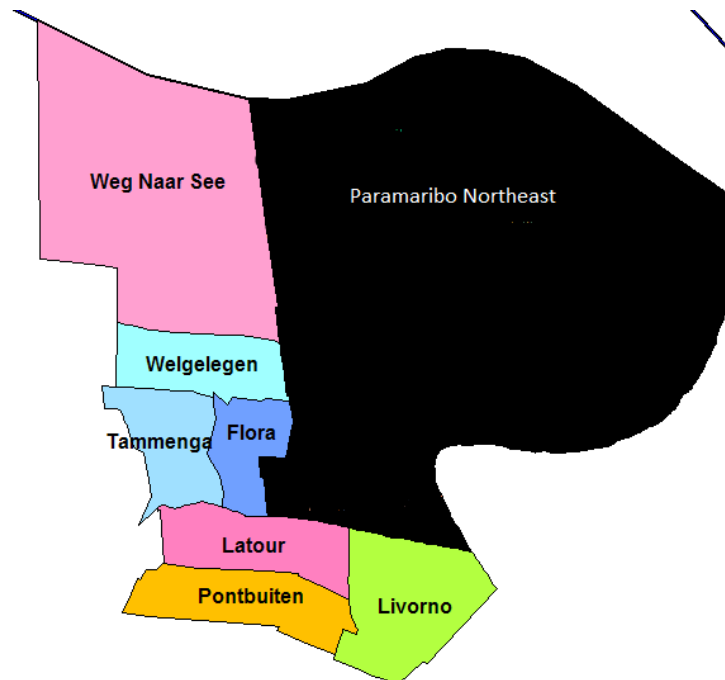 Weg Naar See
Paramaribo Northeast
Welgelegen
Tammenga
Flora
Latour
Pontbuiten
Livorno